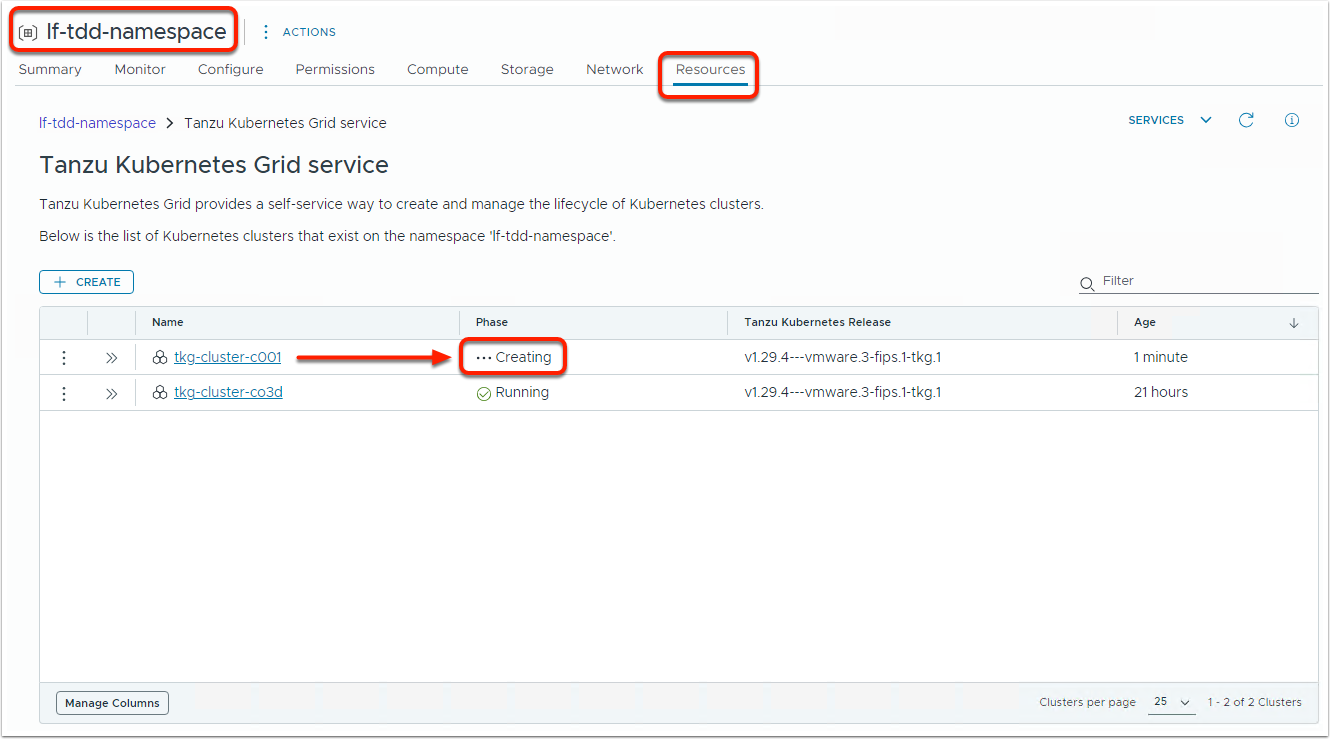 lf-tdd-namespace ACTIONS
Summary Monitor Configure Permissions Compute Storage Network Resources
lf-tdd-namespace > Tanzu Kubernetes Grid service SERVICES
Tanzu Kubernetes Grid service
Tanzu Kubernetes Grid provides a self-service way to create and manage the lifecycle of Kubernetes clusters.
Below is the list of Kubernetes clusters that exist on the namespace 'lf-tdd-namespace'.
+ CREATE Filter
Name Phase Tanzu Kubernetes Release Age
tkg-cluster-c001 Creating v1.29.4---vmware.3-fips.1-tkg.1 1 minute
tkg-cluster-co3d Running v1.29.4---vmware.3-fips.1-tkg.1 21 hours
Manage Columns Clusters per page 25 1 - 2 of 2 Clusters